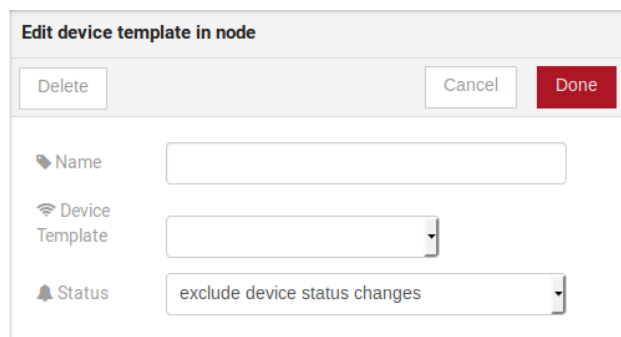 Edit device template in node
Delete
Cancel
Done
Name
Device
Template
Status
exclude device status changes